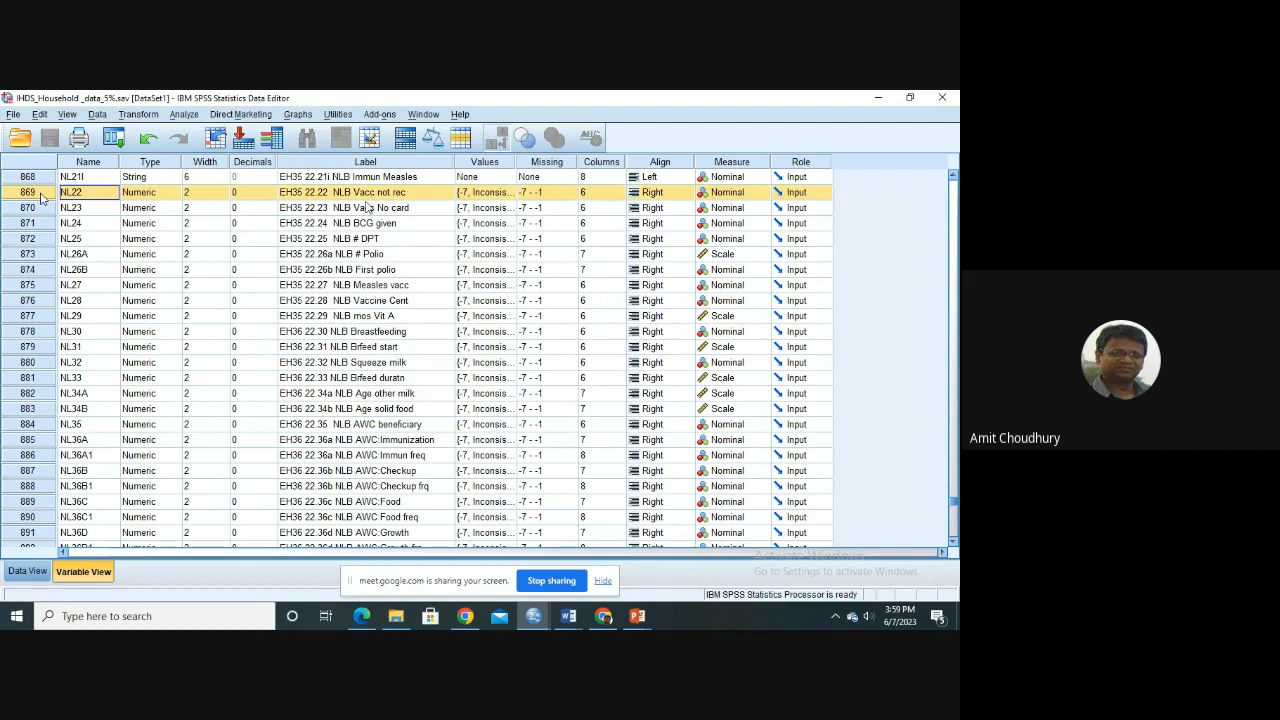 IHDS_Household _data_5%.sav [DataSet1] - IBM SPSS Statistics Data Editor
File Edit View Data Transform Analyze Direct Marketing Graphs Utilities Add-ons Window Help
Name Type Width Decimals Label Values Missing Columns Align Measure Role
868 NL21I String 6 0 EH35 22.21i NLB Immun Measles None None 8 Left Nominal Input
869 NL22 Numeric 2 0 EH35 22.22 NLB Vacc not rec {-7, Inconsis... -7 - -1 6 Right Nominal Input
870 NL23 Numeric 2 0 EH35 22.23 NLB Vacc No card {-7, Inconsis... -7 - -1 6 Right Nominal Input
871 NL24 Numeric 2 0 EH35 22.24 NLB BCG given {-7, Inconsis... -7 - -1 6 Right Nominal Input
872 NL25 Numeric 2 0 EH35 22.25 NLB # DPT {-7, Inconsis... -7 - -1 6 Right Nominal Input
873 NL26A Numeric 2 0 EH35 22.26a NLB # Polio {-7, Inconsis... -7 - -1 7 Right Scale Input
874 NL26B Numeric 2 0 EH35 22.26b NLB First polio {-7, Inconsis... -7 - -1 7 Right Nominal Input
875 NL27 Numeric 2 0 EH35 22.27 NLB Measles vacc {-7, Inconsis... -7 - -1 6 Right Nominal Input
876 NL28 Numeric 2 0 EH35 22.28 NLB Vaccine Cent {-7, Inconsis... -7 - -1 6 Right Nominal Input
877 NL29 Numeric 2 0 EH35 22.29 NLB mos Vit A {-7, Inconsis... -7 - -1 6 Right Scale Input
878 NL30 Numeric 2 0 EH36 22.30 NLB Breastfeeding {-7, Inconsis... -7 - -1 6 Right Nominal Input
879 NL31 Numeric 2 0 EH36 22.31 NLB Brfeed start {-7, Inconsis... -7 - -1 6 Right Scale Input
880 NL32 Numeric 2 0 EH36 22.32 NLB Squeeze milk {-7, Inconsis... -7 - -1 6 Right Nominal Input
881 NL33 Numeric 2 0 EH36 22.33 NLB Brfeed duratn {-7, Inconsis... -7 - -1 6 Right Scale Input
882 NL34A Numeric 2 0 EH36 22.34a NLB Age other milk {-7, Inconsis... -7 - -1 7 Right Scale Input
883 NL34B Numeric 2 0 EH36 22.34b NLB Age solid food {-7, Inconsis... -7 - -1 7 Right Scale Input
884 NL35 Numeric 2 0 EH36 22.35 NLB AWC beneficiary {-7, Inconsis... -7 - -1 6 Right Nominal Input
885 NL36A Numeric 2 0 EH36 22.36a NLB AWC:Immunization {-7, Inconsis... -7 - -1 7 Right Nominal Input
886 NL36A1 Numeric 2 0 EH36 22.36a NLB AWC:Immun freq {-7, Inconsis... -7 - -1 8 Right Nominal Input
887 NL36B Numeric 2 0 EH36 22.36b NLB AWC:Checkup {-7, Inconsis... -7 - -1 7 Right Nominal Input
888 NL36B1 Numeric 2 0 EH36 22.36b NLB AWC:Checkup frq {-7, Inconsis... -7 - -1 8 Right Nominal Input
889 NL36C Numeric 2 0 EH36 22.36c NLB AWC:Food {-7, Inconsis... -7 - -1 7 Right Nominal Input
890 NL36C1 Numeric 2 0 EH36 22.36c NLB AWC:Food freq {-7, Inconsis... -7 - -1 8 Right Nominal Input
891 NL36D Numeric 2 0 EH36 22.36d NLB AWC:Growth {-7, Inconsis... -7 - -1 7 Right Nominal Input
Amit Choudhury
Activate Windows
Go to Settings to activate Windows.
Data View Variable View
meet.google.com is sharing your screen. Stop sharing Hide
IBM SPSS Statistics Processor is ready
Type here to search
3:59 PM
6/7/2023
5